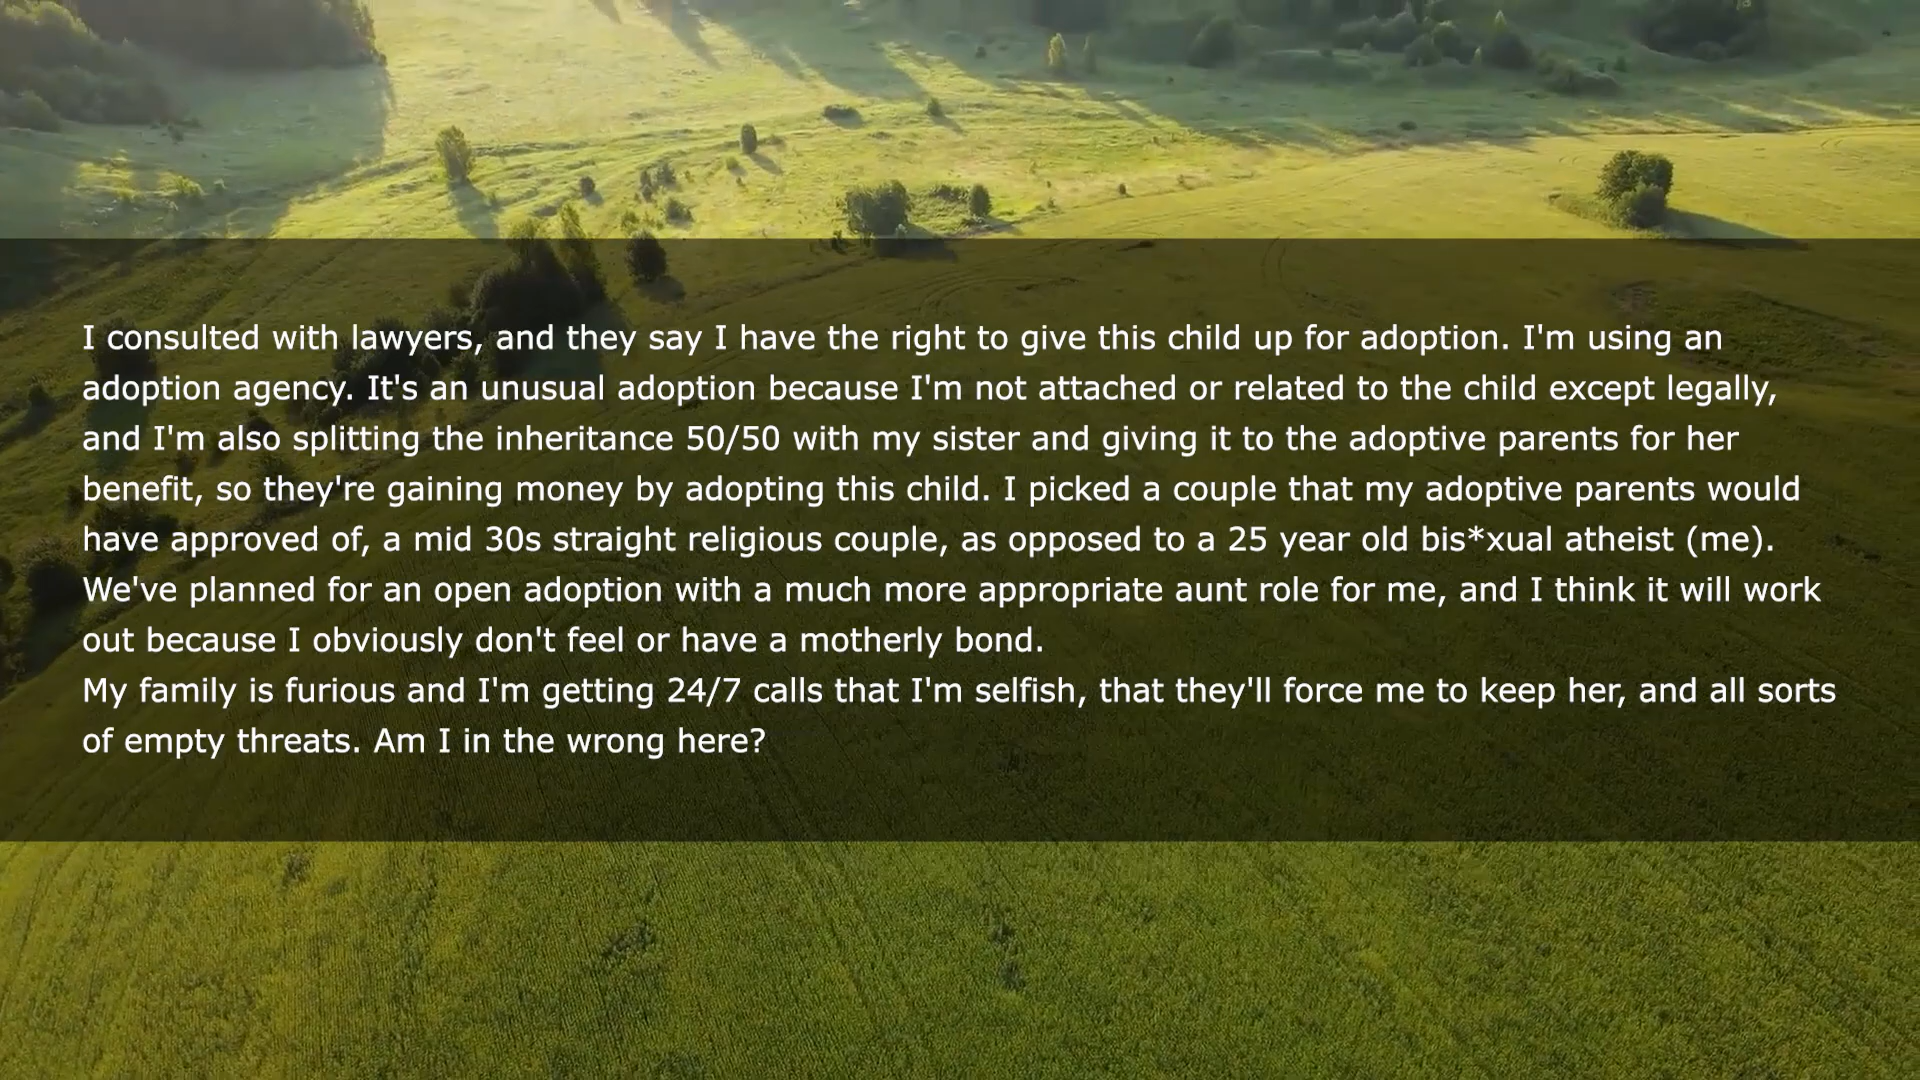 I consulted with lawyers, and they say I have the right to give this child up for adoption. I'm using an
adoption agency. It's an unusual adoption because I'm not attached or related to the child except legally,
and I'm also splitting the inheritance 50/50 with my sister and giving it to the adoptive parents for her
benefit, so they're gaining money by adopting this child. I picked a couple that my adoptive parents would
have approved of, a mid 30s straight religious couple, as opposed to a 25 year old bis*xual atheist (me).
We've planned for an open adoption with a much more appropriate aunt role for me, and I think it will work
out because I obviously don't feel or have a motherly bond.
My family is furious and I'm getting 24/7 calls that I'm selfish, that they'll force me to keep her, and all sorts
of empty threats. Am I in the wrong here?